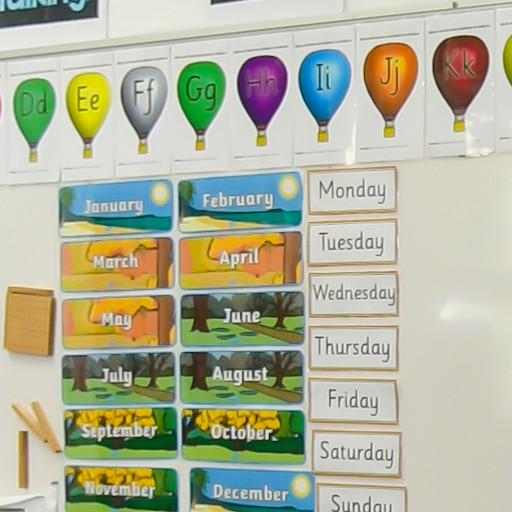 Dd Ee Ff Gg Hh Ii Jj Kk
January February Monday
March April Tuesday
May June Wednesday
July August Thursday
September October Friday
November December Saturday
Sunday